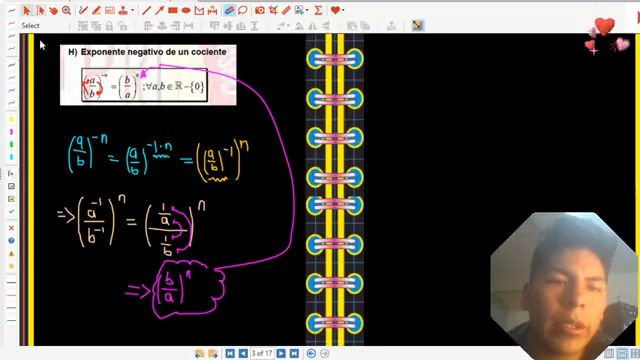 Select
H) Exponente negativo de un cociente
(a/b)^{-n} = (b/a)^n ;∀a,b ∈ ℝ-{0}
(a/b)^{-n} = (a/b)^{-1·n} = ((a/b)^{-1})^n
=> (a^{-1}/b^{-1})^n = ((1/a)/(1/b))^n
=> (b/a)^n
3 of 17